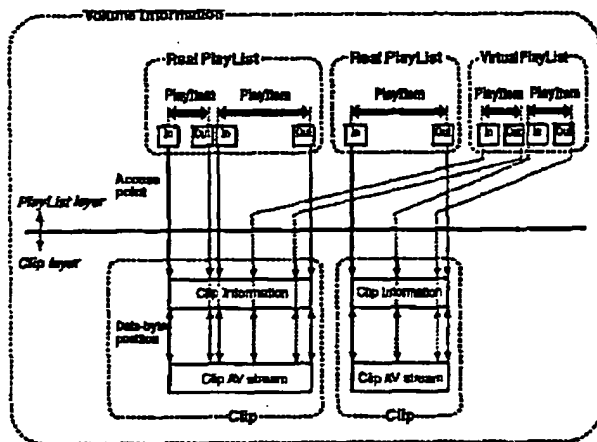 Volume Information
Real PlayList
Real PlayList
Virtual PlayList
PlayItem
PlayItem
PlayItem
PlayItem
PlayItem
In
Out
In
Out
In
Out
In
Out
In
Out
Access
point
PlayList layer
Clip layer
Clip Information
Clip Information
Data-byte
position
Clip AV stream
Clip AV stream
Clip
Clip